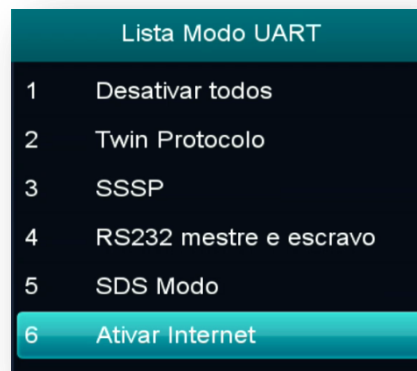 Lista Modo UART
1 Desativar todos
2 Twin Protocolo
3 SSSP
4 RS232 mestre e escravo
5 SDS Modo
6 Ativar Internet